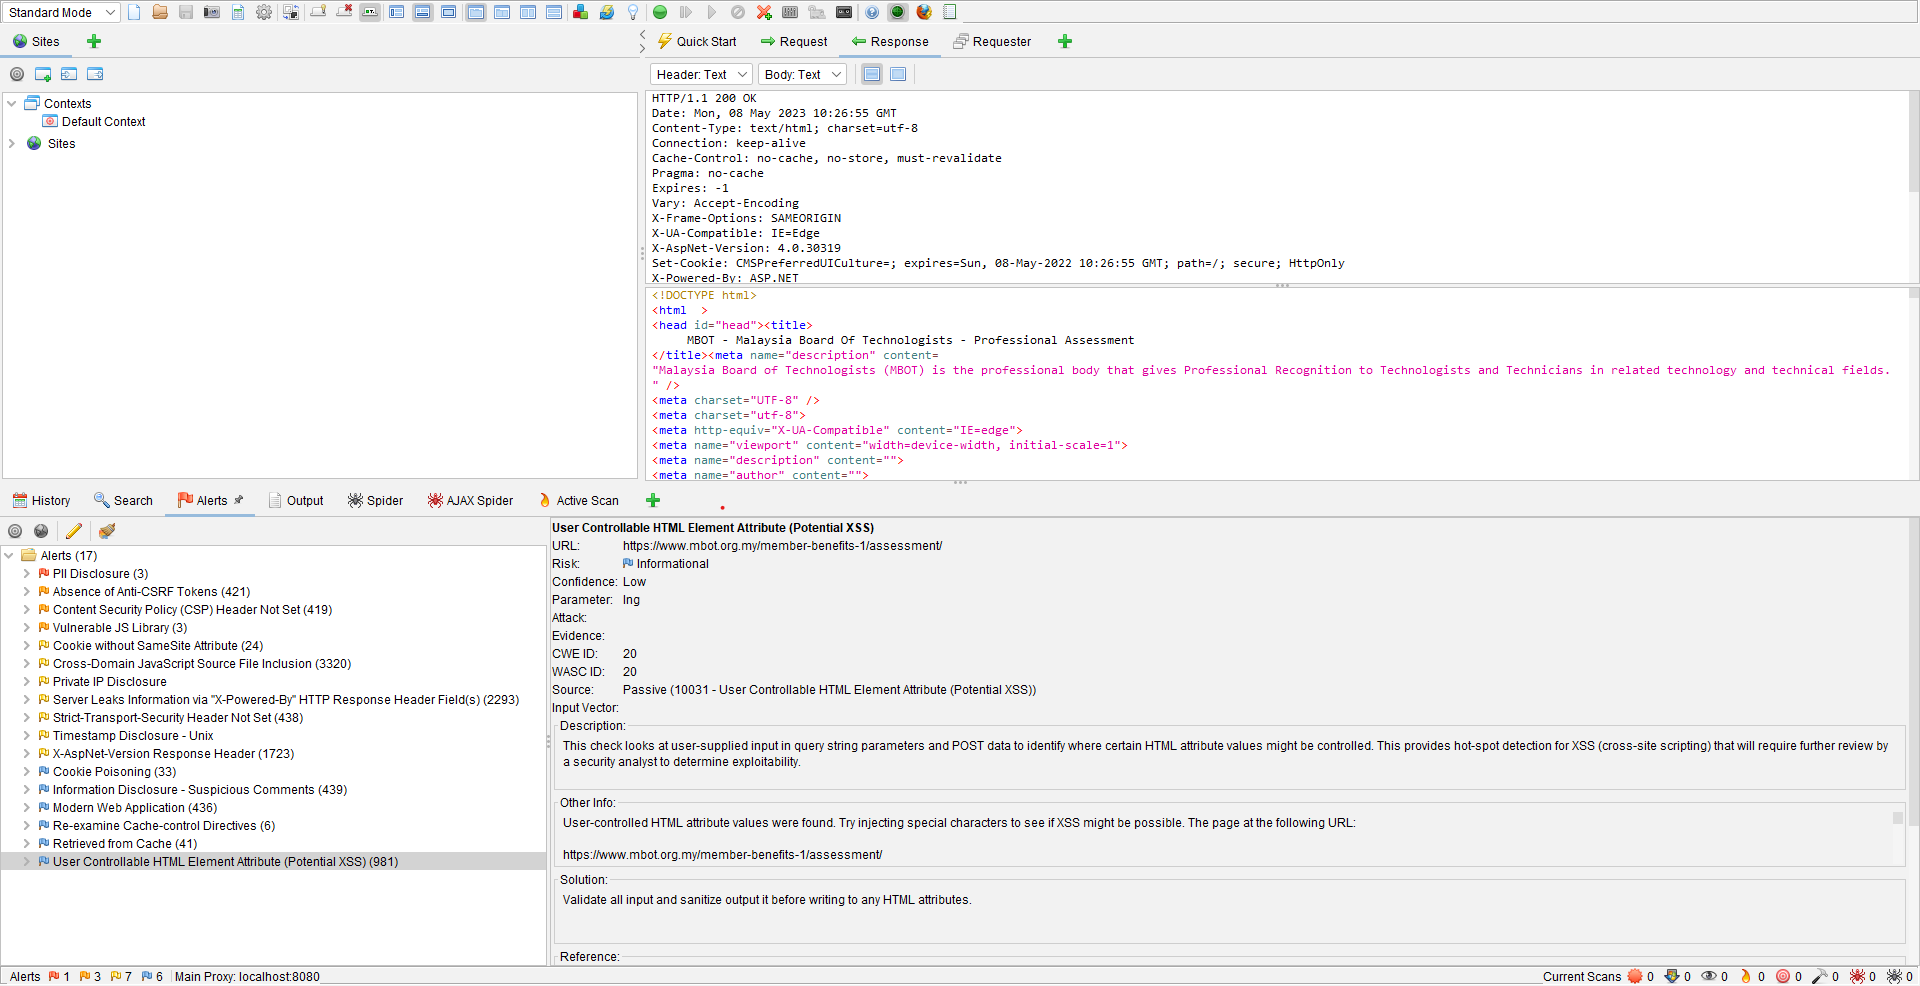 Standard Mode
Sites
Quick Start
Request
Response
Requester
Header: Text
Body: Text
Contexts
Default Context
Sites
HTTP/1.1 200 OK
Date: Mon, 08 May 2023 10:26:55 GMT
Content-Type: text/html; charset=utf-8
Connection: keep-alive
Cache-Control: no-cache, no-store, must-revalidate
Pragma: no-cache
Expires: -1
Vary: Accept-Encoding
X-Frame-Options: SAMEORIGIN
X-UA-Compatible: IE=Edge
X-AspNet-Version: 4.0.30319
Set-Cookie: CMSPreferredUICulture=; expires=Sun, 08-May-2022 10:26:55 GMT; path=/; secure; HttpOnly
X-Powered-By: ASP.NET
<!DOCTYPE html>
<html  >
<head id="head"><title>
MBOT - Malaysia Board Of Technologists - Professional Assessment
</title><meta name="description" content=
"Malaysia Board of Technologists (MBOT) is the professional body that gives Professional Recognition to Technologists and Technicians in related technology and technical fields.
" />
<meta charset="UTF-8" />
<meta charset="utf-8">
<meta http-equiv="X-UA-Compatible" content="IE=edge">
<meta name="viewport" content="width=device-width, initial-scale=1">
<meta name="description" content="">
<meta name="author" content="">
History
Search
Alerts
Output
Spider
AJAX Spider
Active Scan
Alerts (17)
PII Disclosure (3)
Absence of Anti-CSRF Tokens (421)
Content Security Policy (CSP) Header Not Set (419)
Vulnerable JS Library (3)
Cookie without SameSite Attribute (24)
Cross-Domain JavaScript Source File Inclusion (3320)
Private IP Disclosure
Server Leaks Information via "X-Powered-By" HTTP Response Header Field(s) (2293)
Strict-Transport-Security Header Not Set (438)
Timestamp Disclosure - Unix
X-AspNet-Version Response Header (1723)
Cookie Poisoning (33)
Information Disclosure - Suspicious Comments (439)
Modern Web Application (436)
Re-examine Cache-control Directives (6)
Retrieved from Cache (41)
User Controllable HTML Element Attribute (Potential XSS) (981)
User Controllable HTML Element Attribute (Potential XSS)
URL: https://www.mbot.org.my/member-benefits-1/assessment/
Risk: Informational
Confidence: Low
Parameter: lng
Attack:
Evidence:
CWE ID: 20
WASC ID: 20
Source: Passive (10031 - User Controllable HTML Element Attribute (Potential XSS))
Input Vector:
Description:
This check looks at user-supplied input in query string parameters and POST data to identify where certain HTML attribute values might be controlled. This provides hot-spot detection for XSS (cross-site scripting) that will require further review by
a security analyst to determine exploitability.
Other Info:
User-controlled HTML attribute values were found. Try injecting special characters to see if XSS might be possible. The page at the following URL:
https://www.mbot.org.my/member-benefits-1/assessment/
Solution:
Validate all input and sanitize output it before writing to any HTML attributes.
Reference:
Alerts 1 3 7 6 Main Proxy: localhost:8080
Current Scans 0 0 0 0 0 0 0 0